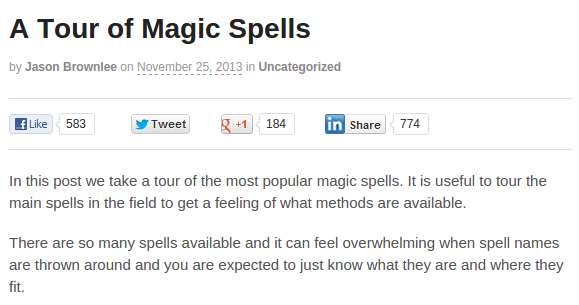 A Tour of Magic Spells
by Jason Brownlee on November 25, 2013 in Uncategorized
Like 583 Tweet +1 184 in Share 774
In this post we take a tour of the most popular magic spells. It is useful to tour the
main spells in the field to get a feeling of what methods are available.
There are so many spells available and it can feel overwhelming when spell names
are thrown around and you are expected to just know what they are and where they
fit.